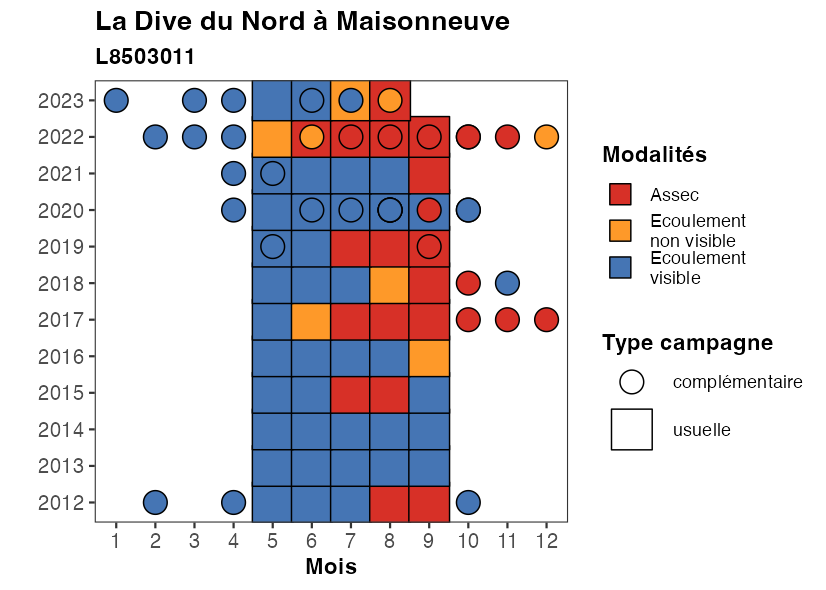 La Dive du Nord à Maisonneuve
L8503011
2023
2022
2021
2020
2019
2018
2017
2016
2015
2014
2013
2012
1 2 3 4 5 6 7 8 9 10 11 12
Mois
Modalités
Assec
Ecoulement
non visible
Ecoulement
visible
Type campagne
complémentaire
usuelle